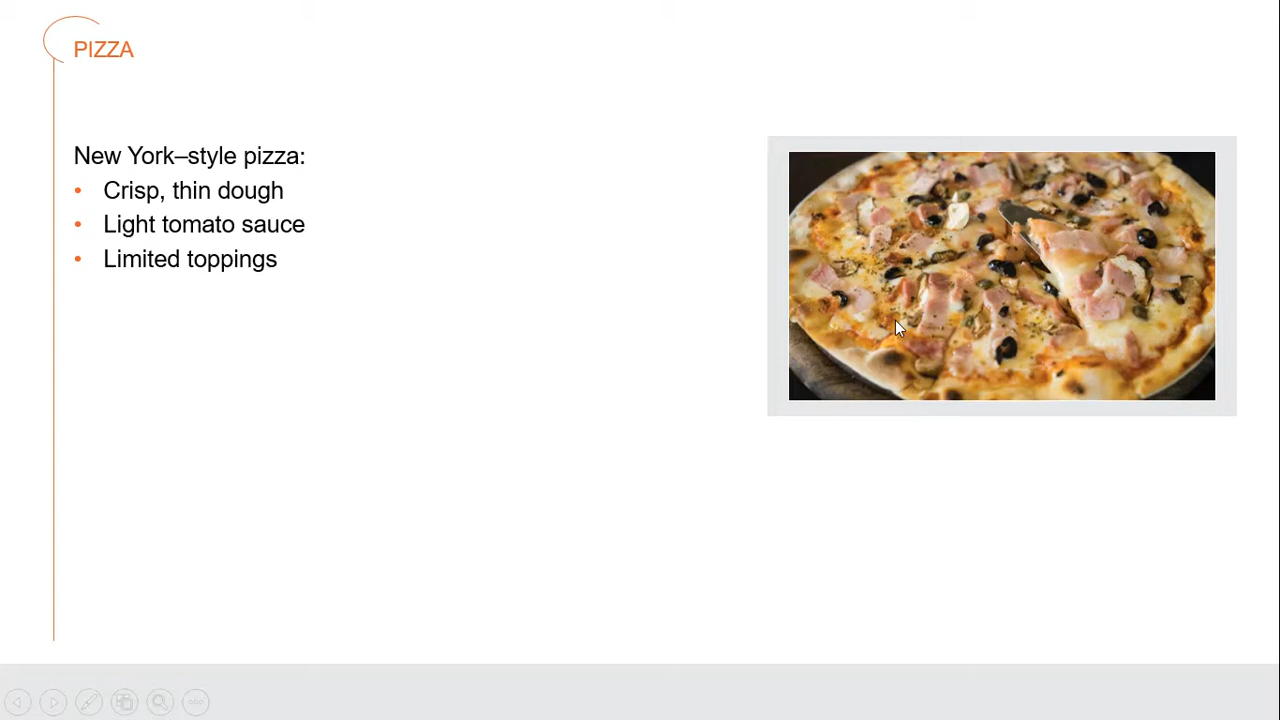 PIZZA
New York–style pizza:
• Crisp, thin dough
• Light tomato sauce
• Limited toppings